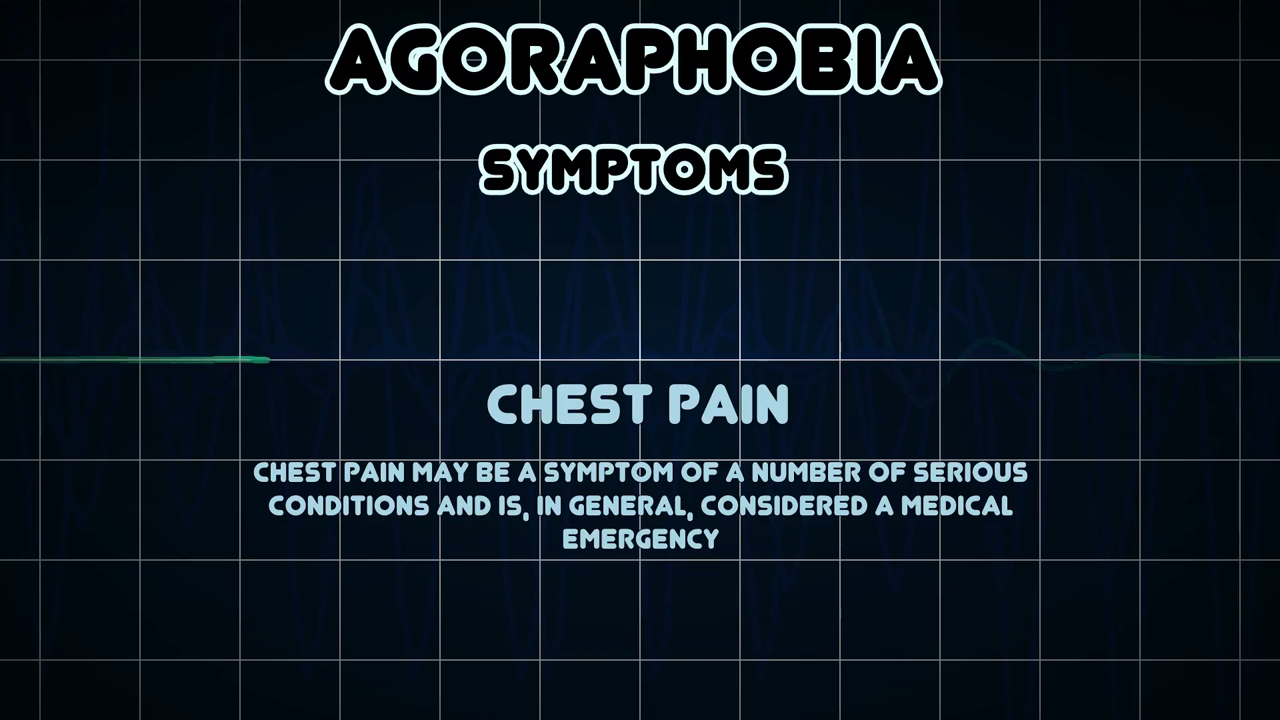 AGORAPHOBIA
SYMPTOMS
CHEST PAIN
CHEST PAIN MAY BE A SYMPTOM OF A NUMBER OF SERIOUS
CONDITIONS AND IS, IN GENERAL, CONSIDERED A MEDICAL
EMERGENCY